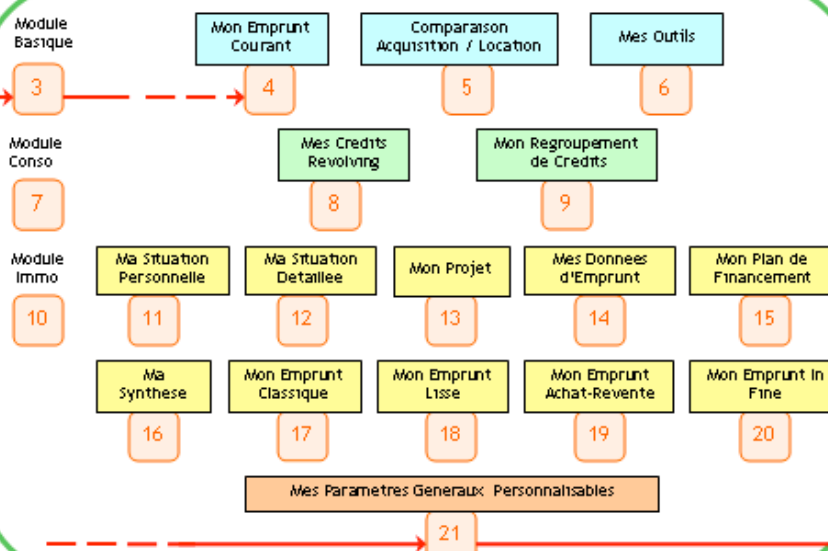 Module
Basique
Mon Emprunt
Courant
Comparaison
Acquisition / Location
Mes Outils
3
4
5
6
Module
Conso
Mes Credits
Revolving
Mon Regroupement
de Credits
7
8
9
Module
Immo
Ma Situation
Personnelle
Ma Situation
Detaillee
Mon Projet
Mes Donnees
d'Emprunt
Mon Plan de
Financement
10
11
12
13
14
15
Ma
Synthese
Mon Emprunt
Classique
Mon Emprunt
Lisse
Mon Emprunt
Achat-Revente
Mon Emprunt In
Fine
16
17
18
19
20
Mes Parametres Generaux Personnalisables
21